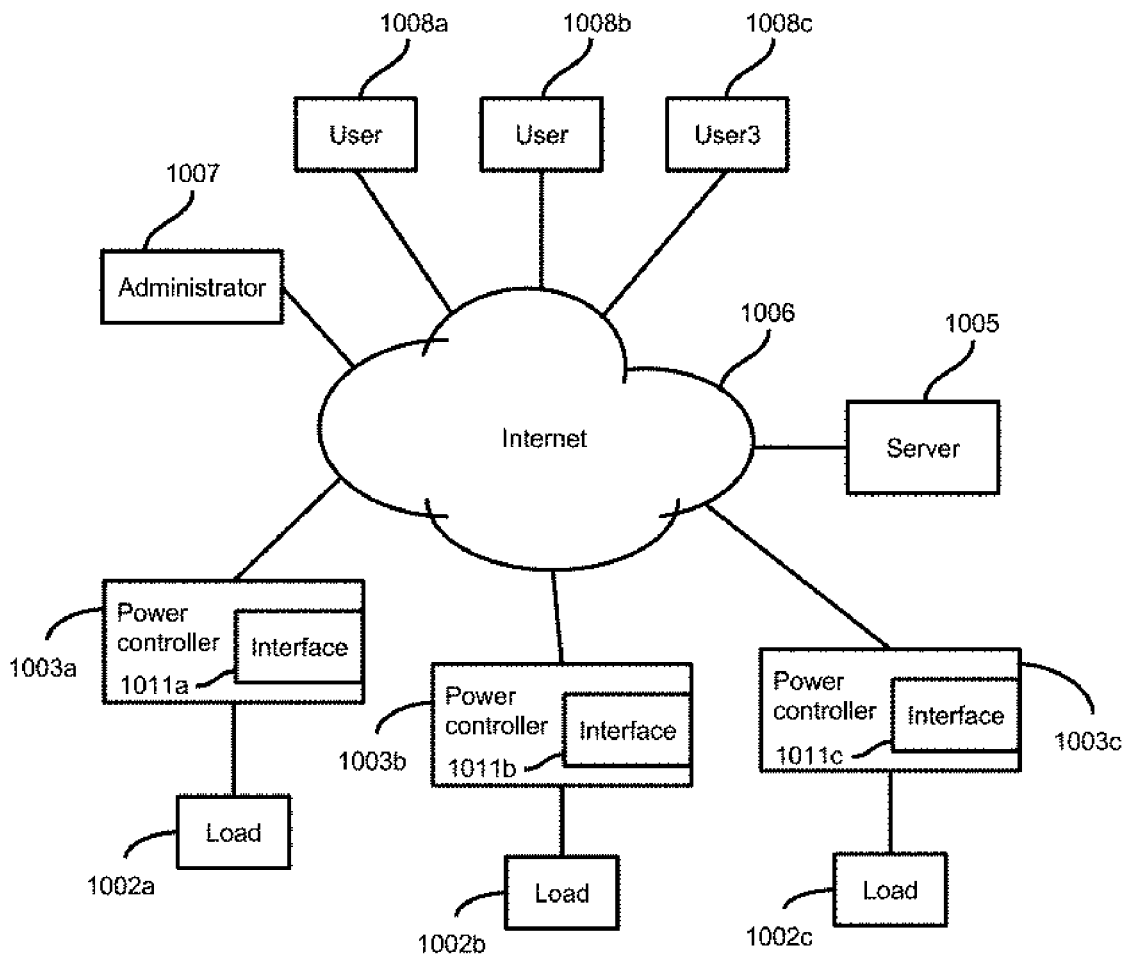 1008a
1008b
1008c
User
User
User3
1007
Administrator
1006
1005
Internet
Server
Power
controller
Interface
1003a
1011a
Power
controller
Interface
1003b
1011b
Power
controller
Interface
1003c
1011c
Load
1002a
Load
1002b
Load
1002c